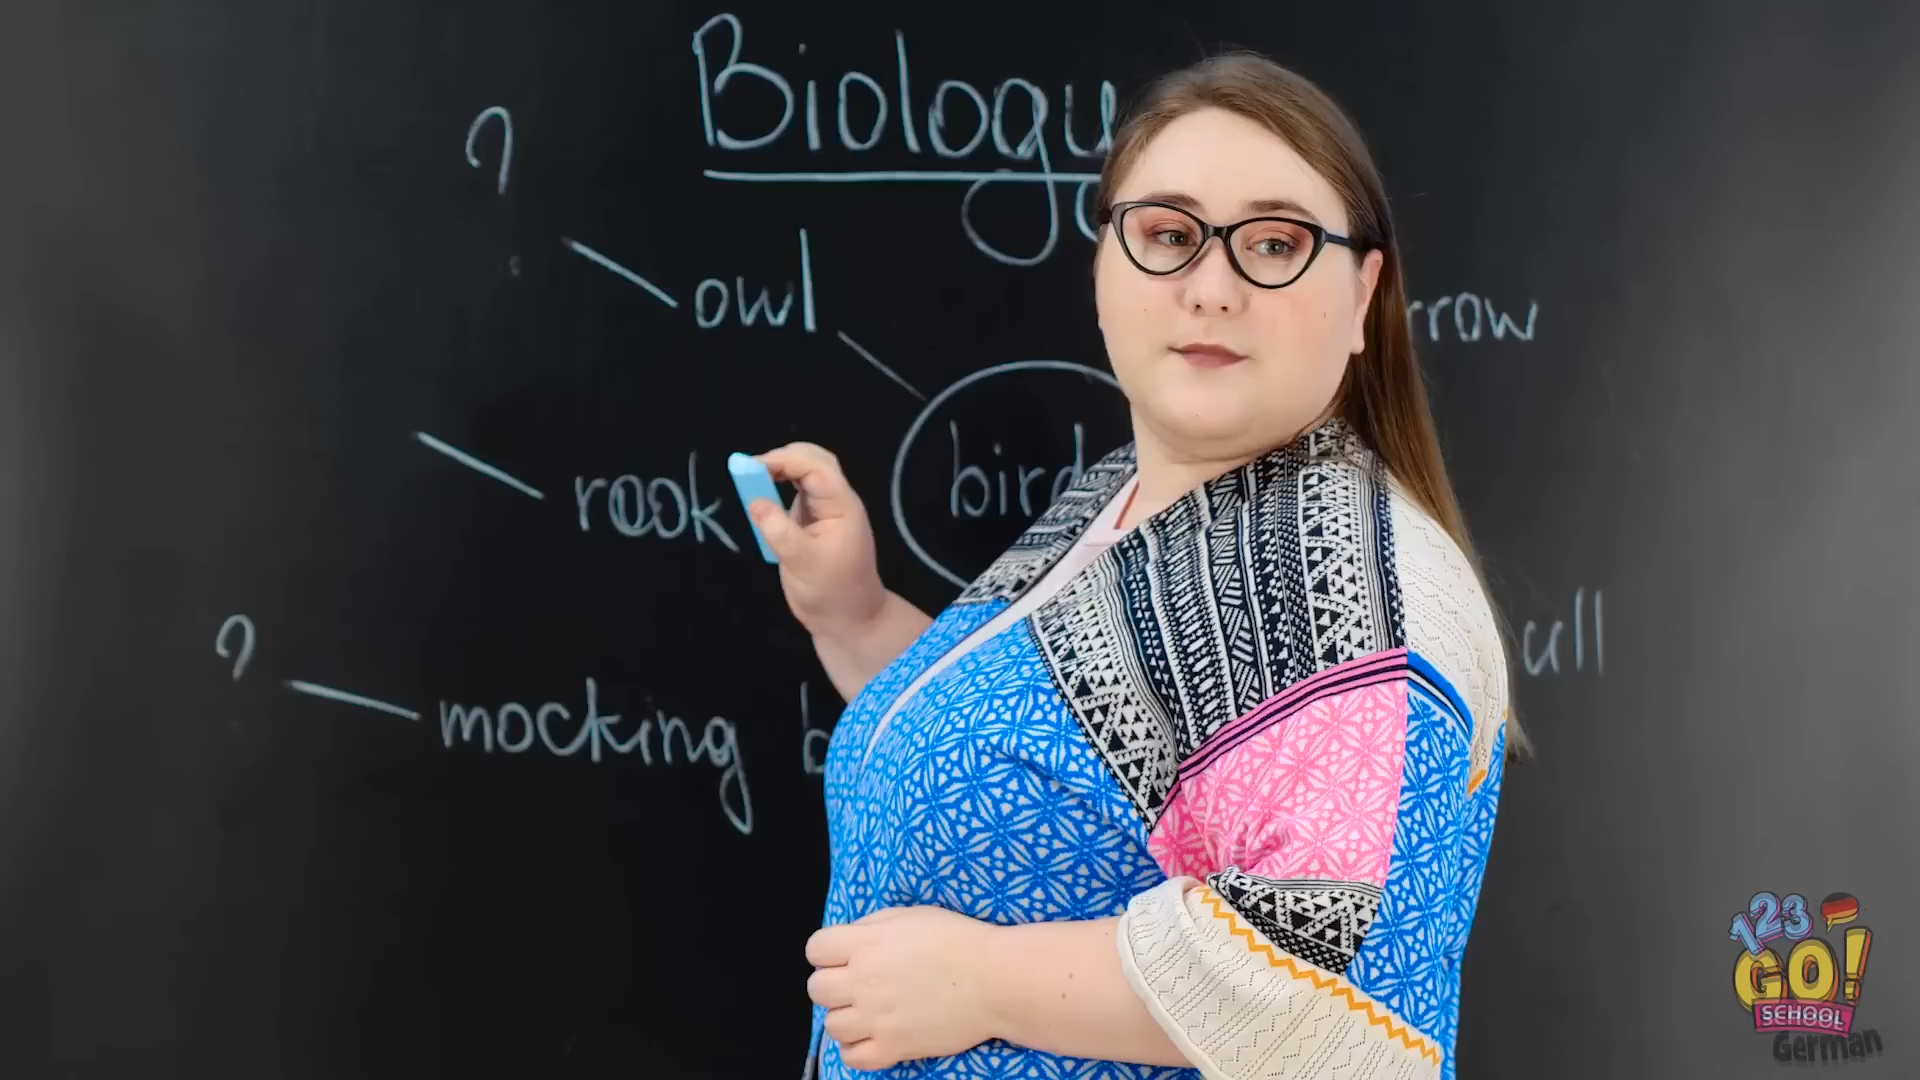 Biology
?
owl
rrow
bird
rook
?
ull
mocking b
123
GO!
SCHOOL
German